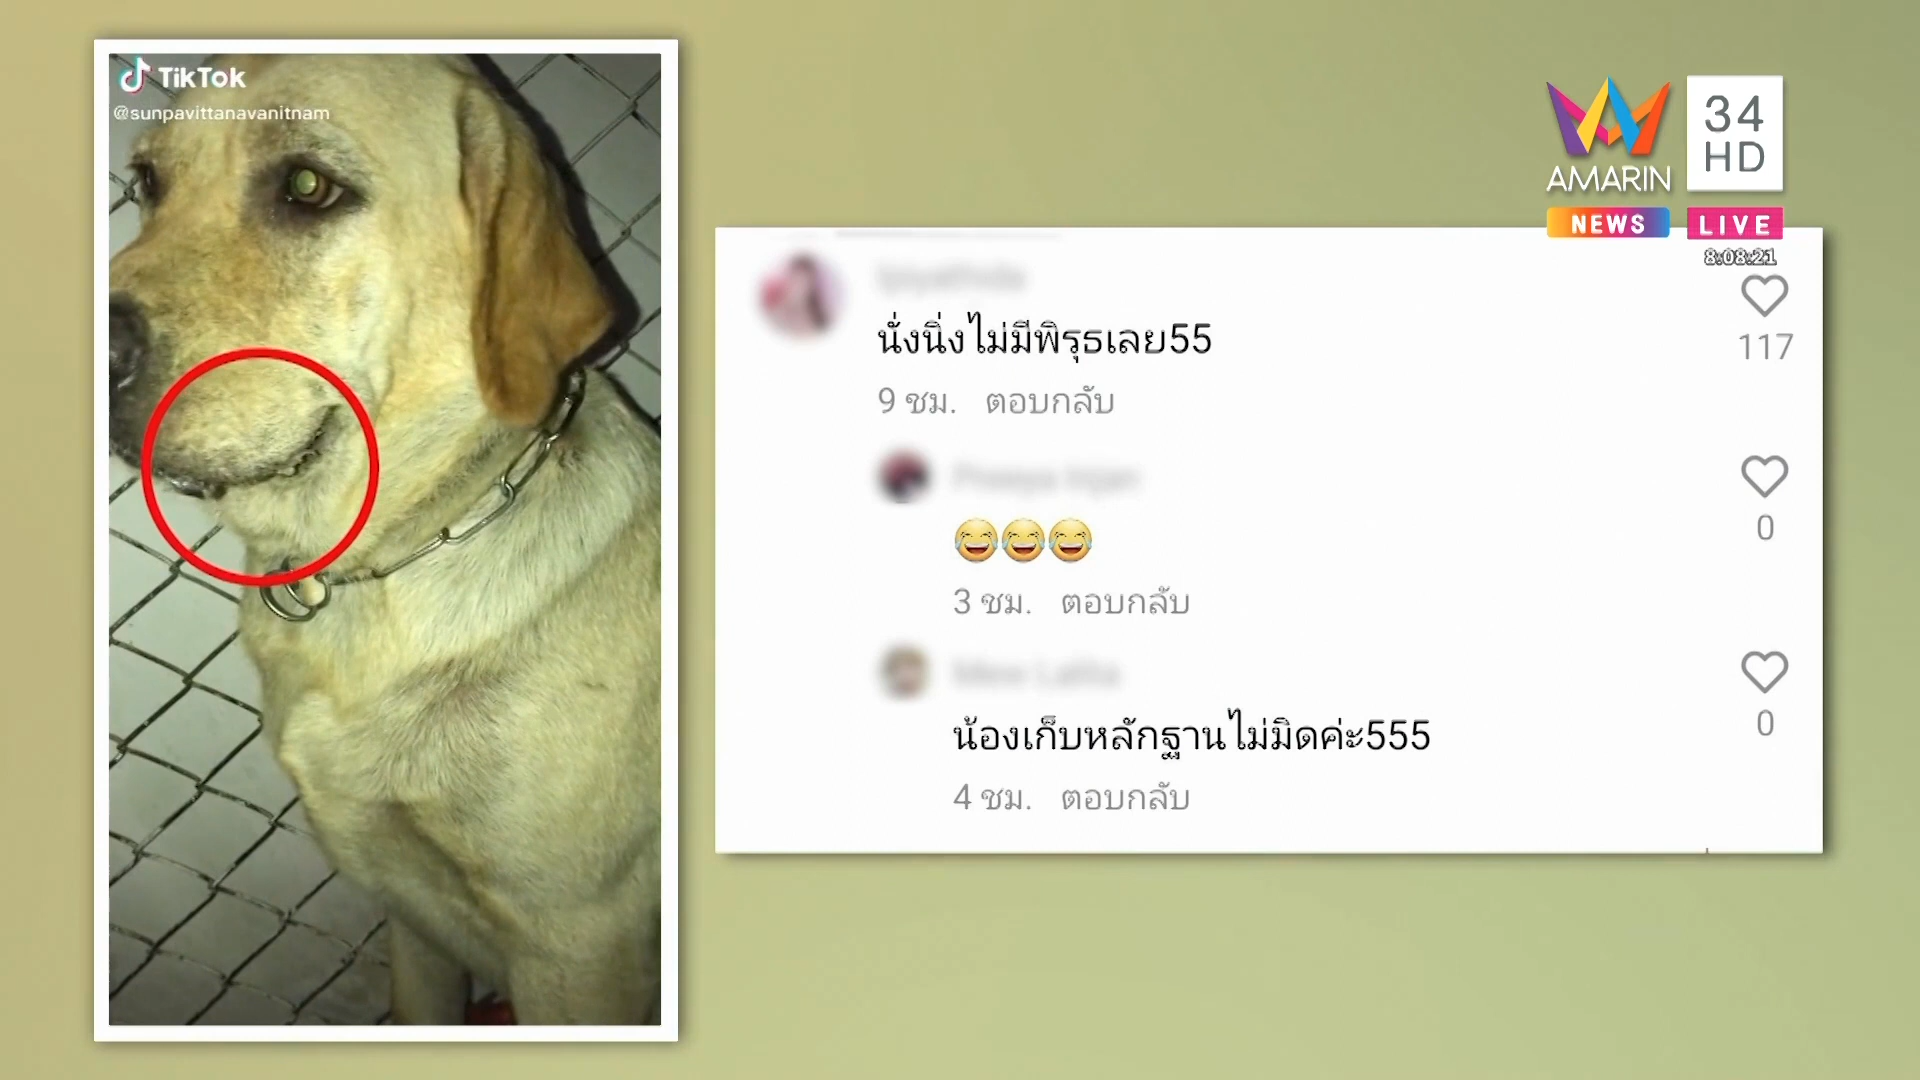 TikTok
@sunpavittanavanitnam
AMARIN
34
HD
NEWS
LIVE
8:08:21
นั่งนิ่งไม่มีพิรุธเลย55
117
9 ชม. ตอบกลับ
0
3 ชม. ตอบกลับ
น้องเก็บหลักฐานไม่มิดค่ะ555
0
4 ชม. ตอบกลับ